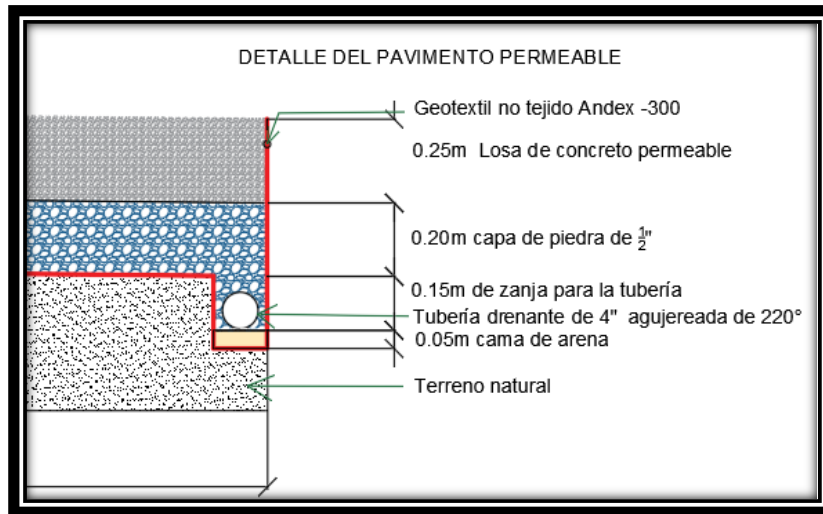 DETALLE DEL PAVIMENTO PERMEABLE
Geotextil no tejido Andex -300
0.25m Losa de concreto permeable
0.20m capa de piedra de ½"
0.15m de zanja para la tubería
Tubería drenante de 4" agujereada de 220°
0.05m cama de arena
Terreno natural